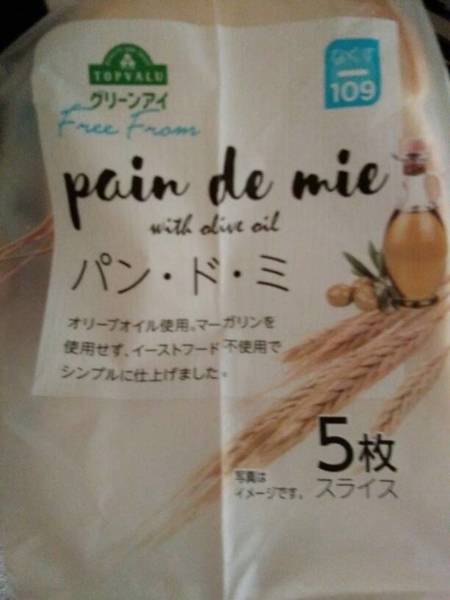 TOPVALU
グリーンアイ
Free From
なくす
109
pain de mie
with olive oil
パン・ド・ミ
オリーブオイル使用。マーガリンを
使用せず、イーストフード不使用で
シンプルに仕上げました。
5枚
スライス
写真は
イメージです。